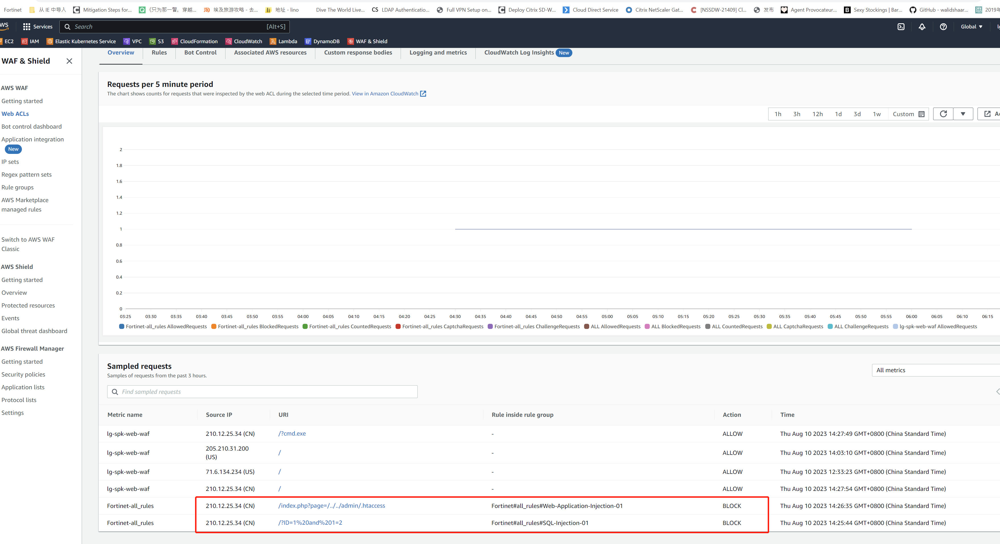 Fortinet 从 IE 中导入 Mitigation Steps for... 《只为那一瞥，穿越... 淘 埃及旅游攻略 - 去... li 地址 - lino Dive The World Live... CS LDAP Authenticatio... Full VPN Setup on... Deploy Citrix SD-W... Cloud Direct Service Citrix NetScaler Gat... [NSSDW-21409] Cl... 发布 Agent Provocateur... B Sexy Stockings | Bar... GitHub - walidshaar... 2019年
Services Search [Alt+S] Global
EC2 IAM Elastic Kubernetes Service VPC S3 CloudFormation CloudWatch Lambda DynamoDB WAF & Shield
WAF & Shield
AWS WAF
Getting started
Web ACLs
Bot control dashboard
Application integration
New
IP sets
Regex pattern sets
Rule groups
AWS Marketplace
managed rules
Switch to AWS WAF
Classic
AWS Shield
Getting started
Overview
Protected resources
Events
Global threat dashboard
AWS Firewall Manager
Getting started
Security policies
Application lists
Protocol lists
Settings
Overview Rules Bot Control Associated AWS resources Custom response bodies Logging and metrics CloudWatch Log Insights New
Requests per 5 minute period
The chart shows counts for requests that were inspected by the web ACL during the selected time period. View in Amazon CloudWatch
1h 3h 12h 1d 3d 1w Custom
2
1.8
1.6
1.4
1.2
1
0.8
0.6
0.4
0.2
0
03:25 03:30 03:35 03:40 03:45 03:50 03:55 04:00 04:05 04:10 04:15 04:20 04:25 04:30 04:35 04:40 04:45 04:50 04:55 05:00 05:05 05:10 05:15 05:20 05:25 05:30 05:35 05:40 05:45 05:50 05:55 06:00 06:05 06:10 06:15
Fortinet-all_rules AllowedRequests Fortinet-all_rules BlockedRequests Fortinet-all_rules CountedRequests Fortinet-all_rules CaptchaRequests Fortinet-all_rules ChallengeRequests ALL AllowedRequests ALL BlockedRequests ALL CountedRequests ALL CaptchaRequests ALL ChallengeRequests lg-spk-web-waf AllowedRequests
Sampled requests
Samples of requests from the past 3 hours.
All metrics
Find sampled requests
Metric name Source IP URI Rule inside rule group Action Time
lg-spk-web-waf 210.12.25.34 (CN) /?cmd.exe - ALLOW Thu Aug 10 2023 14:27:49 GMT+0800 (China Standard Time)
lg-spk-web-waf 205.210.31.200 (US) / - ALLOW Thu Aug 10 2023 14:03:10 GMT+0800 (China Standard Time)
lg-spk-web-waf 71.6.134.234 (US) / - ALLOW Thu Aug 10 2023 12:33:23 GMT+0800 (China Standard Time)
lg-spk-web-waf 210.12.25.34 (CN) / - ALLOW Thu Aug 10 2023 14:27:54 GMT+0800 (China Standard Time)
Fortinet-all_rules 210.12.25.34 (CN) /index.php?page=/../../admin/.htaccess Fortinet#all_rules#Web-Application-Injection-01 BLOCK Thu Aug 10 2023 14:26:35 GMT+0800 (China Standard Time)
Fortinet-all_rules 210.12.25.34 (CN) /?ID=1%20and%201=2 Fortinet#all_rules#SQL-Injection-01 BLOCK Thu Aug 10 2023 14:25:44 GMT+0800 (China Standard Time)